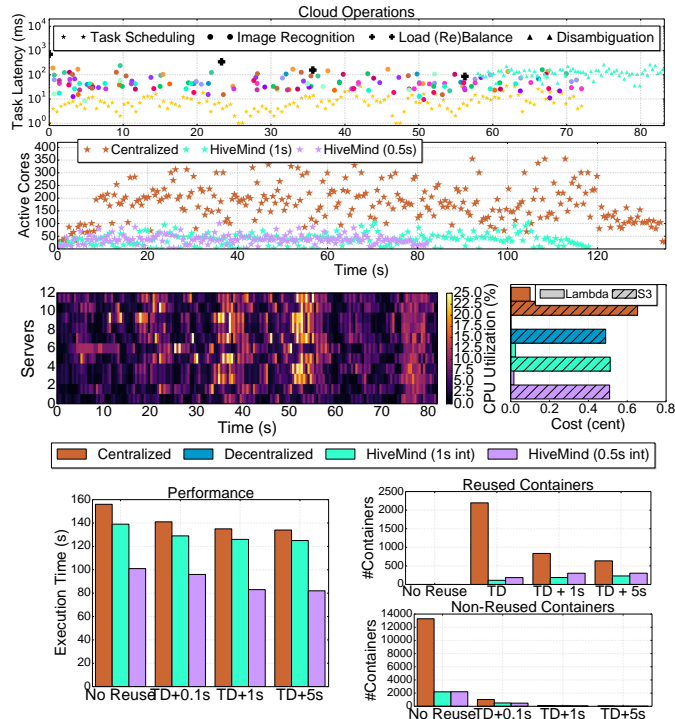 Cloud Operations
Task Latency (ms)
10⁴
10³
10²
10¹
10⁰
Task Scheduling
Image Recognition
Load (Re)Balance
Disambiguation
0 10 20 30 40 50 60 70 80
Active Cores
400
350
300
250
200
150
100
50
0
Centralized
HiveMind (1s)
HiveMind (0.5s)
0 20 40 60 80 100 120
Time (s)
Servers
12
11
10
9
8
7
6
5
4
3
2
1
0
0 10 20 30 40 50 60 70 80
Time (s)
25.0
22.5
20.0
17.5
15.0
12.5
10.0
7.5
5.0
2.5
0.0
CPU Utilization (%)
Lambda
S3
0.0 0.2 0.4 0.6 0.8
Cost (cent)
Centralized
Decentralized
HiveMind (1s int)
HiveMind (0.5s int)
Performance
Execution Time (s)
160
140
120
100
80
60
40
20
0
No Reuse TD+0.1s TD+1s TD+5s
Reused Containers
#Containers
2500
2000
1500
1000
500
0
No Reuse TD TD + 1s TD + 5s
Non-Reused Containers
#Containers
14000
12000
10000
8000
6000
4000
2000
0
No Reuse TD+0.1s TD+1s TD+5s